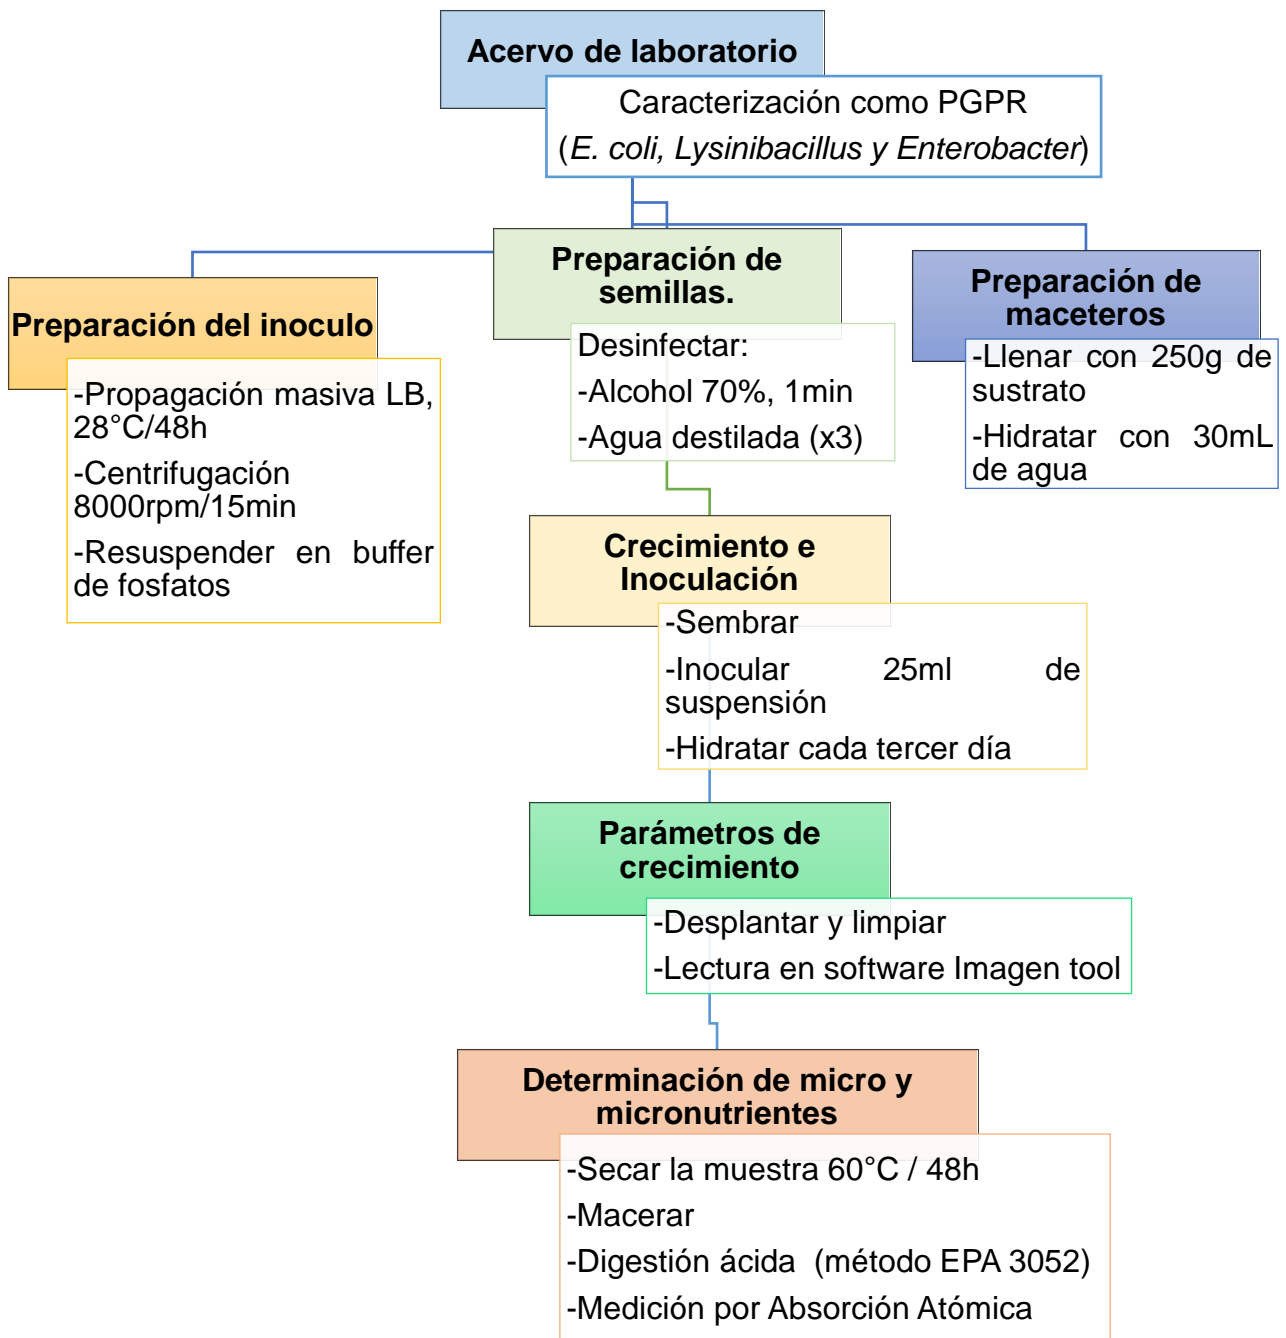 Acervo de laboratorio
Caracterización como PGPR
(E. coli, Lysinibacillus y Enterobacter)
Preparación del inoculo
-Propagación masiva LB,
28°C/48h
-Centrifugación
8000rpm/15min
-Resuspender en buffer
de fosfatos
Preparación de
semillas.
Desinfectar:
-Alcohol 70%, 1min
-Agua destilada (x3)
Preparación de
maceteros
-Llenar con 250g de
sustrato
-Hidratar con 30mL
de agua
Crecimiento e
Inoculación
-Sembrar
-Inocular 25ml de
suspensión
-Hidratar cada tercer día
Parámetros de
crecimiento
-Desplantar y limpiar
-Lectura en software Imagen tool
Determinación de micro y
micronutrientes
-Secar la muestra 60°C / 48h
-Macerar
-Digestión ácida (método EPA 3052)
-Medición por Absorción Atómica